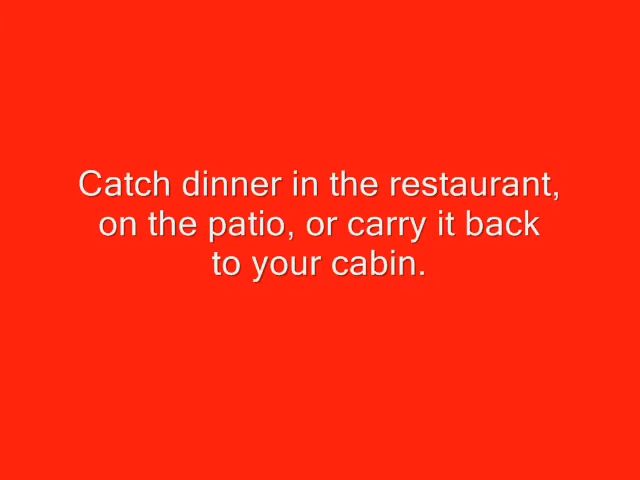 Catch dinner in the restaurant,
on the patio, or carry it back
to your cabin.